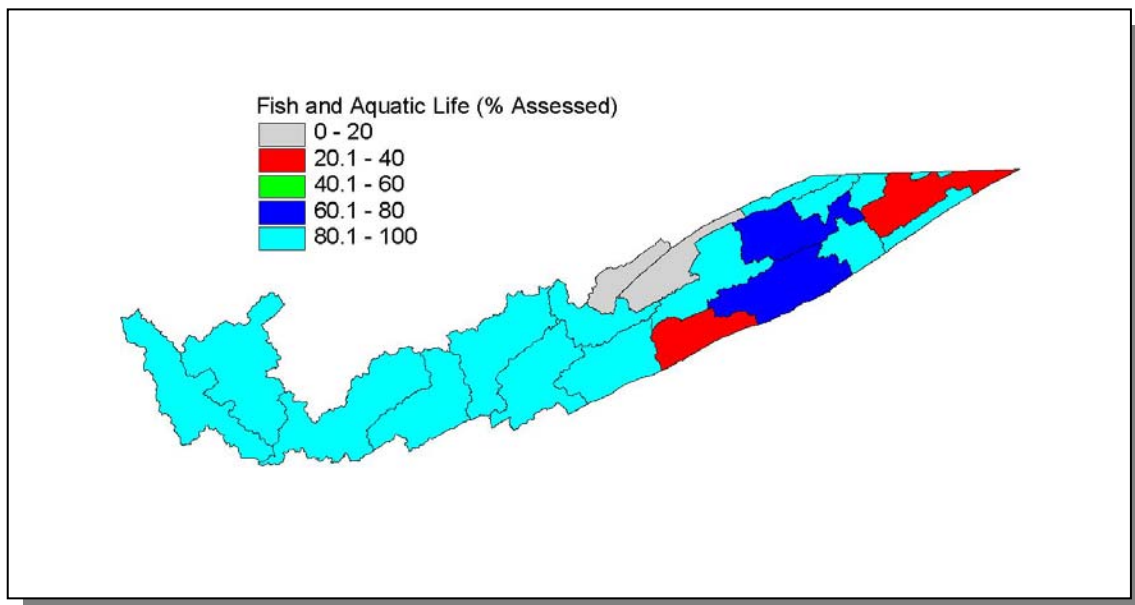 Fish and Aquatic Life (% Assessed)
0 - 20
20.1 - 40
40.1 - 60
60.1 - 80
80.1 - 100